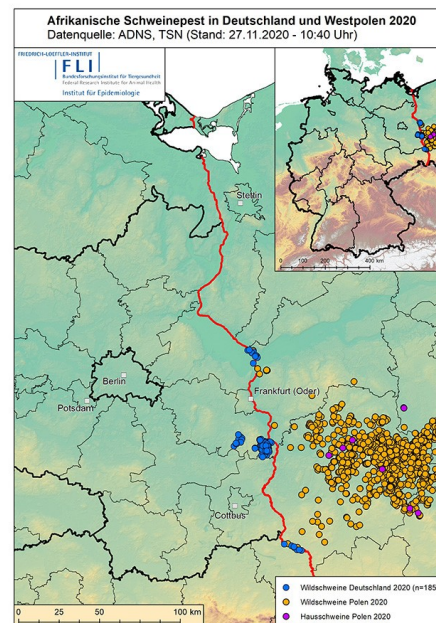 Afrikanische Schweinepest in Deutschland und Westpolen 2020
Datenquelle: ADNS, TSN (Stand: 27.11.2020 - 10:40 Uhr)
FRIEDRICH-LOEFFLER-INSTITUT
FLI
Bundesforschungsinstitut für Tiergesundheit
Federal Research Institute for Animal Health
Institut für Epidemiologie
0 100 200 400 km
Stettin
Berlin
Frankfurt (Oder)
Potsdam
Cottbus
0 25 50 100 km
Wildschweine Deutschland 2020 (n=185
Wildschweine Polen 2020
Hausschweine Polen 2020